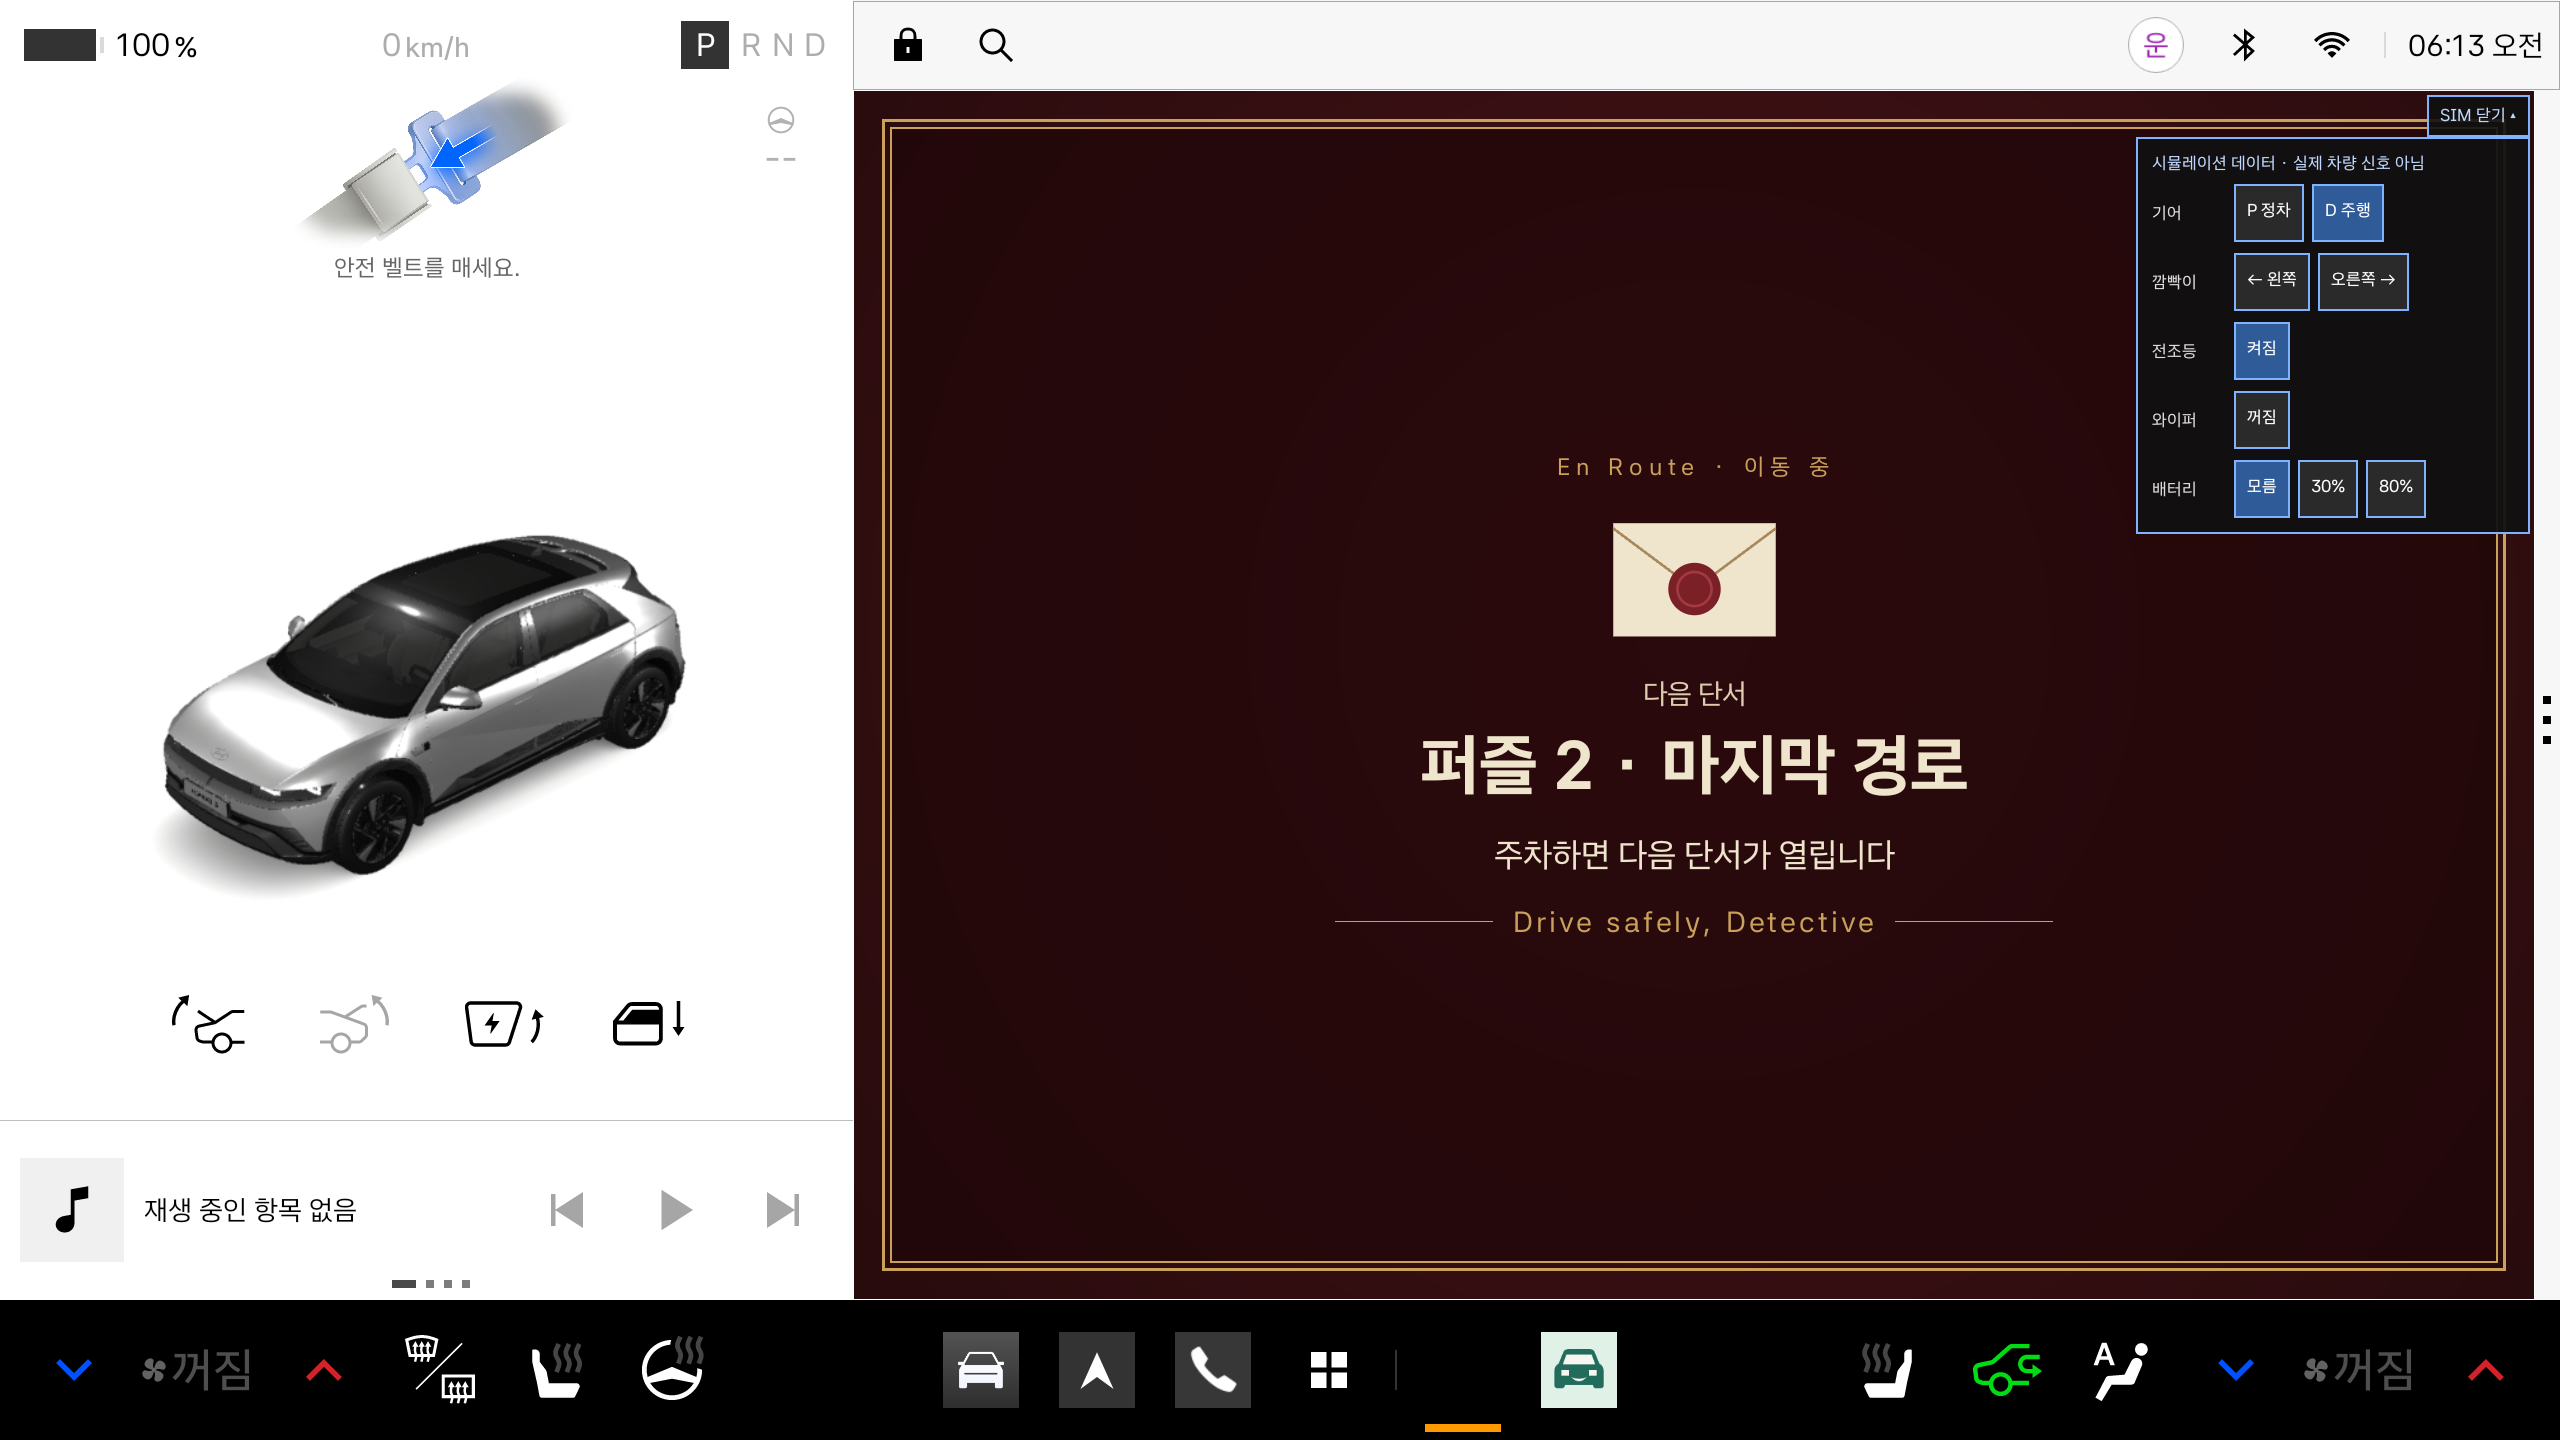 100%
0 km/h
P R N D
안전 벨트를 매세요.
재생 중인 항목 없음
운
06:13 오전
SIM 닫기 ▴
시뮬레이션 데이터 · 실제 차량 신호 아님
기어 P 정차 D 주행
깜빡이 ← 왼쪽 오른쪽 →
전조등 켜짐
와이퍼 꺼짐
배터리 모름 30% 80%
En Route · 이동 중
다음 단서
퍼즐 2 · 마지막 경로
주차하면 다음 단서가 열립니다
Drive safely, Detective
꺼짐
A
꺼짐